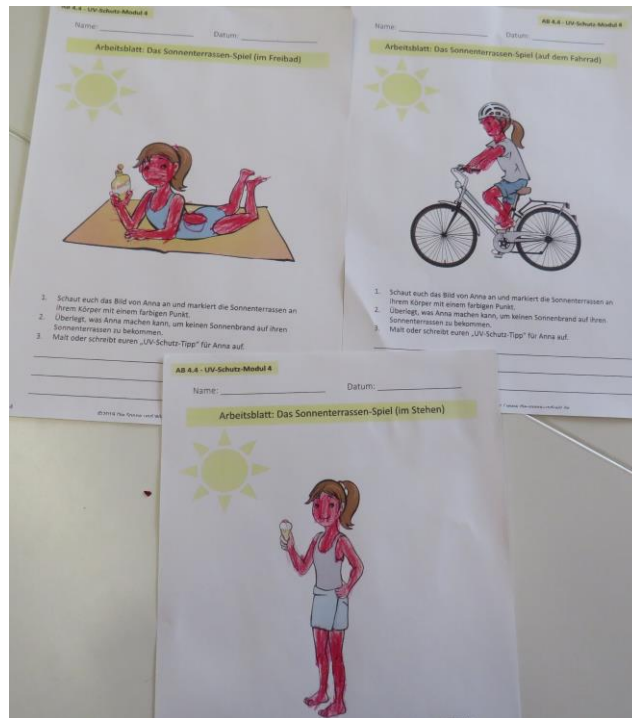 AB 4.4 - UV-Schutz-Modul 4
Name: Datum:
Arbeitsblatt: Das Sonnenterrassen-Spiel (im Freibad)
1. Schaut euch das Bild von Anna an und markiert die Sonnenterrassen an
ihrem Körper mit einem farbigen Punkt.
2. Überlegt, was Anna machen kann, um keinen Sonnenbrand auf ihren
Sonnenterrassen zu bekommen.
3. Malt oder schreibt euren „UV-Schutz-Tipp" für Anna auf.
AB 4.4 - UV-Schutz-Modul 4
Name: Datum:
Arbeitsblatt: Das Sonnenterrassen-Spiel (auf dem Fahrrad)
1. Schaut euch das Bild von Anna an und markiert die Sonnenterrassen an
ihrem Körper mit einem farbigen Punkt.
2. Überlegt, was Anna machen kann, um keinen Sonnenbrand auf ihren
Sonnenterrassen zu bekommen.
3. Malt oder schreibt euren „UV-Schutz-Tipp" für Anna auf.
AB 4.4 - UV-Schutz-Modul 4
Name: Datum:
Arbeitsblatt: Das Sonnenterrassen-Spiel (im Stehen)